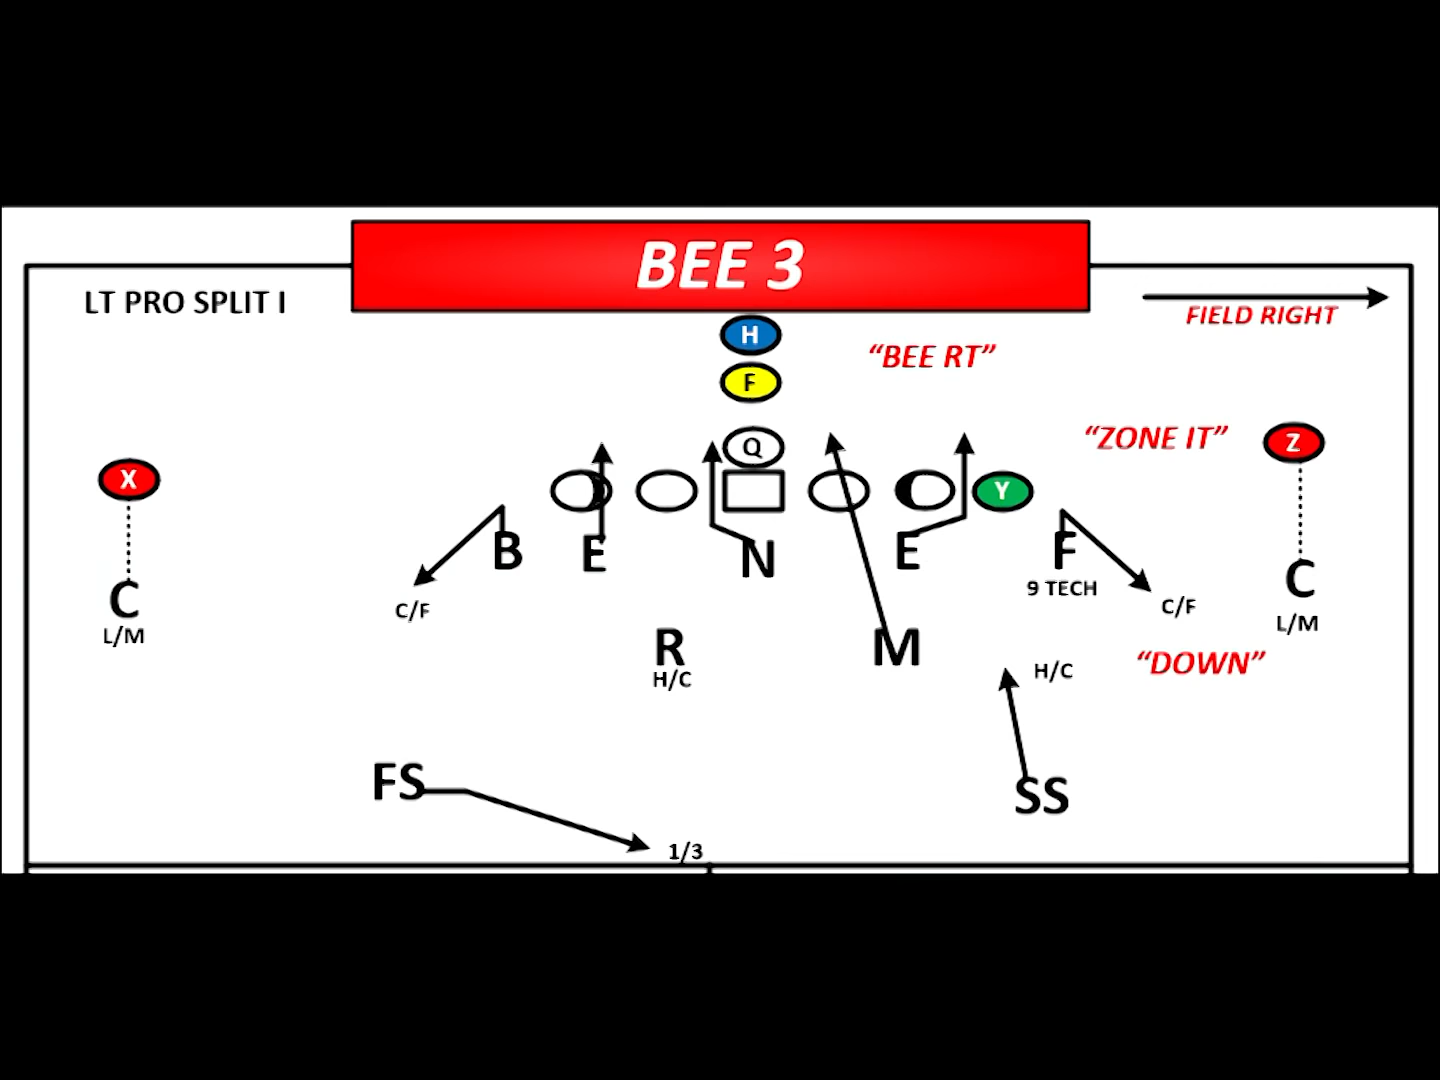 BEE 3
LT PRO SPLIT I
FIELD RIGHT
H
"BEE RT"
F
"ZONE IT"
Z
Q
X
Y
B
E
N
E
F
9 TECH
C
L/M
C/F
C/F
C
L/M
R
H/C
M
H/C
"DOWN"
FS
SS
1/3